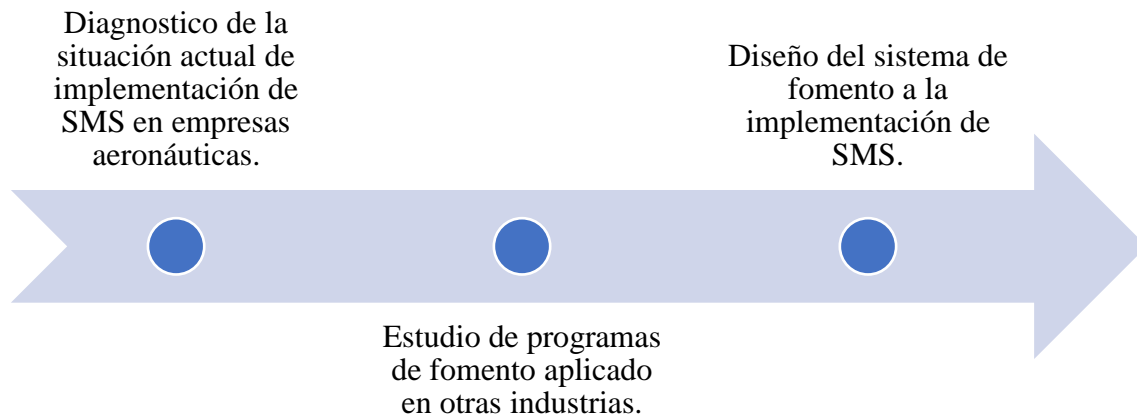 Diagnostico de la
situación actual de
implementación de
SMS en empresas
aeronáuticas.
Estudio de programas
de fomento aplicado
en otras industrias.
Diseño del sistema de
fomento a la
implementación de
SMS.